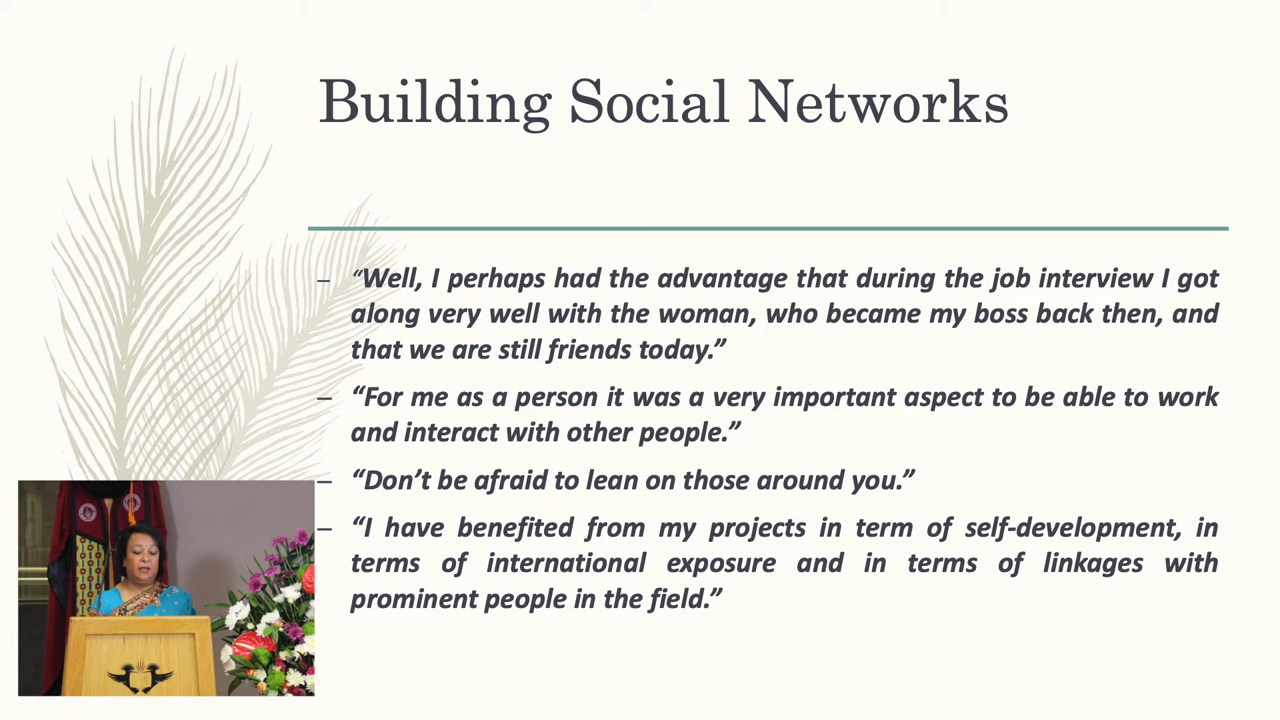 Building Social Networks
– “Well, I perhaps had the advantage that during the job interview I got
along very well with the woman, who became my boss back then, and
that we are still friends today.”
– “For me as a person it was a very important aspect to be able to work
and interact with other people.”
– “Don’t be afraid to lean on those around you.”
– “I have benefited from my projects in term of self-development, in
terms of international exposure and in terms of linkages with
prominent people in the field.”